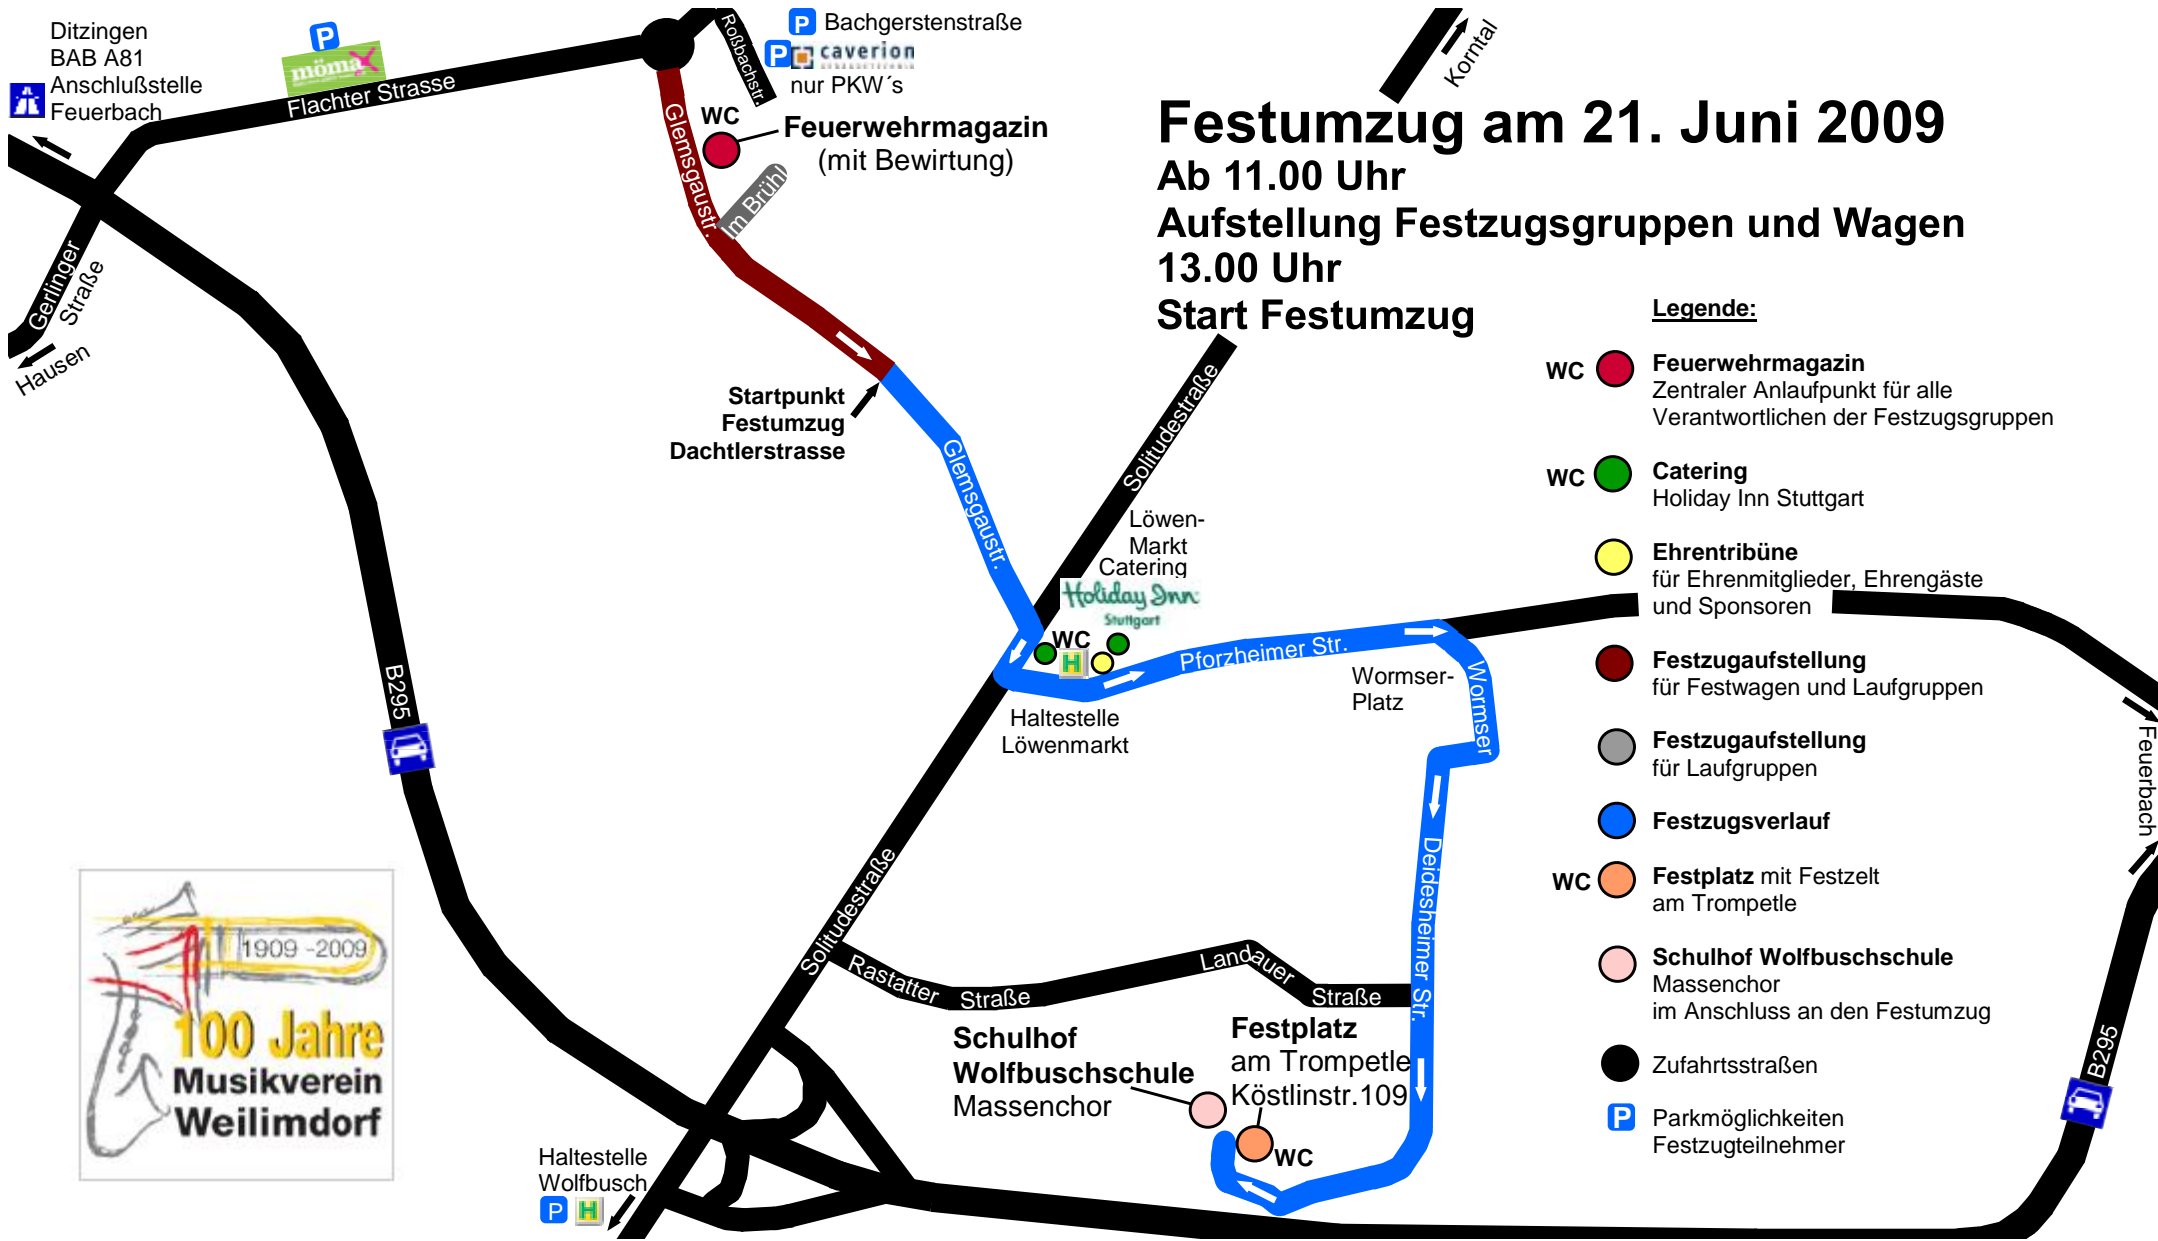 Ditzingen
BAB A81
Anschlußstelle
Feuerbach
P
mömax
Flachter Strasse
Roßbachstr.
P Bachgerstenstraße
P caverion
nur PKW´s
Korntal
WC
Feuerwehrmagazin
(mit Bewirtung)
Glemsgaustr.
Im Brühl
Festumzug am 21. Juni 2009
Ab 11.00 Uhr
Aufstellung Festzugsgruppen und Wagen
13.00 Uhr
Start Festumzug
Gerlinger
Straße
Hausen
Startpunkt
Festumzug
Dachtlerstrasse
Glemsgaustr.
Solitudestraße
Löwen-
Markt
Catering
Holiday Inn
Stuttgart
WC
H
Haltestelle
Löwenmarkt
Pforzheimer Str.
Wormser-
Platz
Wormser
Deidesheimer Str.
B295
Solitudestraße
Rastatter
Straße
Landauer
Straße
Schulhof
Wolfbuschschule
Massenchor
Festplatz
am Trompetle
Köstlinstr.109
WC
Haltestelle
Wolfbusch
P H
1909 -2009
100 Jahre
Musikverein
Weilimdorf
Legende:
WC Feuerwehrmagazin
Zentraler Anlaufpunkt für alle
Verantwortlichen der Festzugsgruppen
WC Catering
Holiday Inn Stuttgart
Ehrentribüne
für Ehrenmitglieder, Ehrengäste
und Sponsoren
Festzugaufstellung
für Festwagen und Laufgruppen
Festzugaufstellung
für Laufgruppen
Festzugsverlauf
WC Festplatz mit Festzelt
am Trompetle
Schulhof Wolfbuschschule
Massenchor
im Anschluss an den Festumzug
Zufahrtsstraßen
P Parkmöglichkeiten
Festzugteilnehmer
Feuerbach
B295